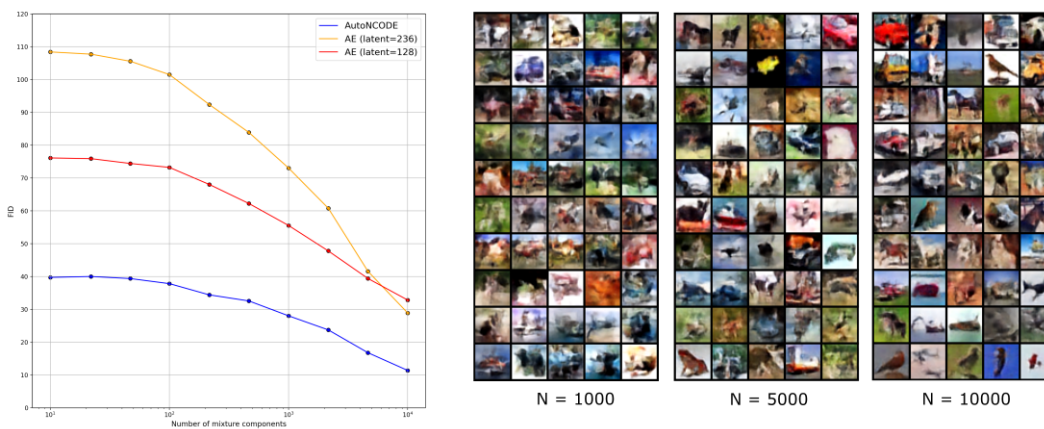 AutoNCODE
AE (latent=236)
AE (latent=128)
120
110
100
90
80
70
60
50
40
30
20
10
0
FID
10¹
10²
10³
10⁴
Number of mixture components
N = 1000
N = 5000
N = 10000